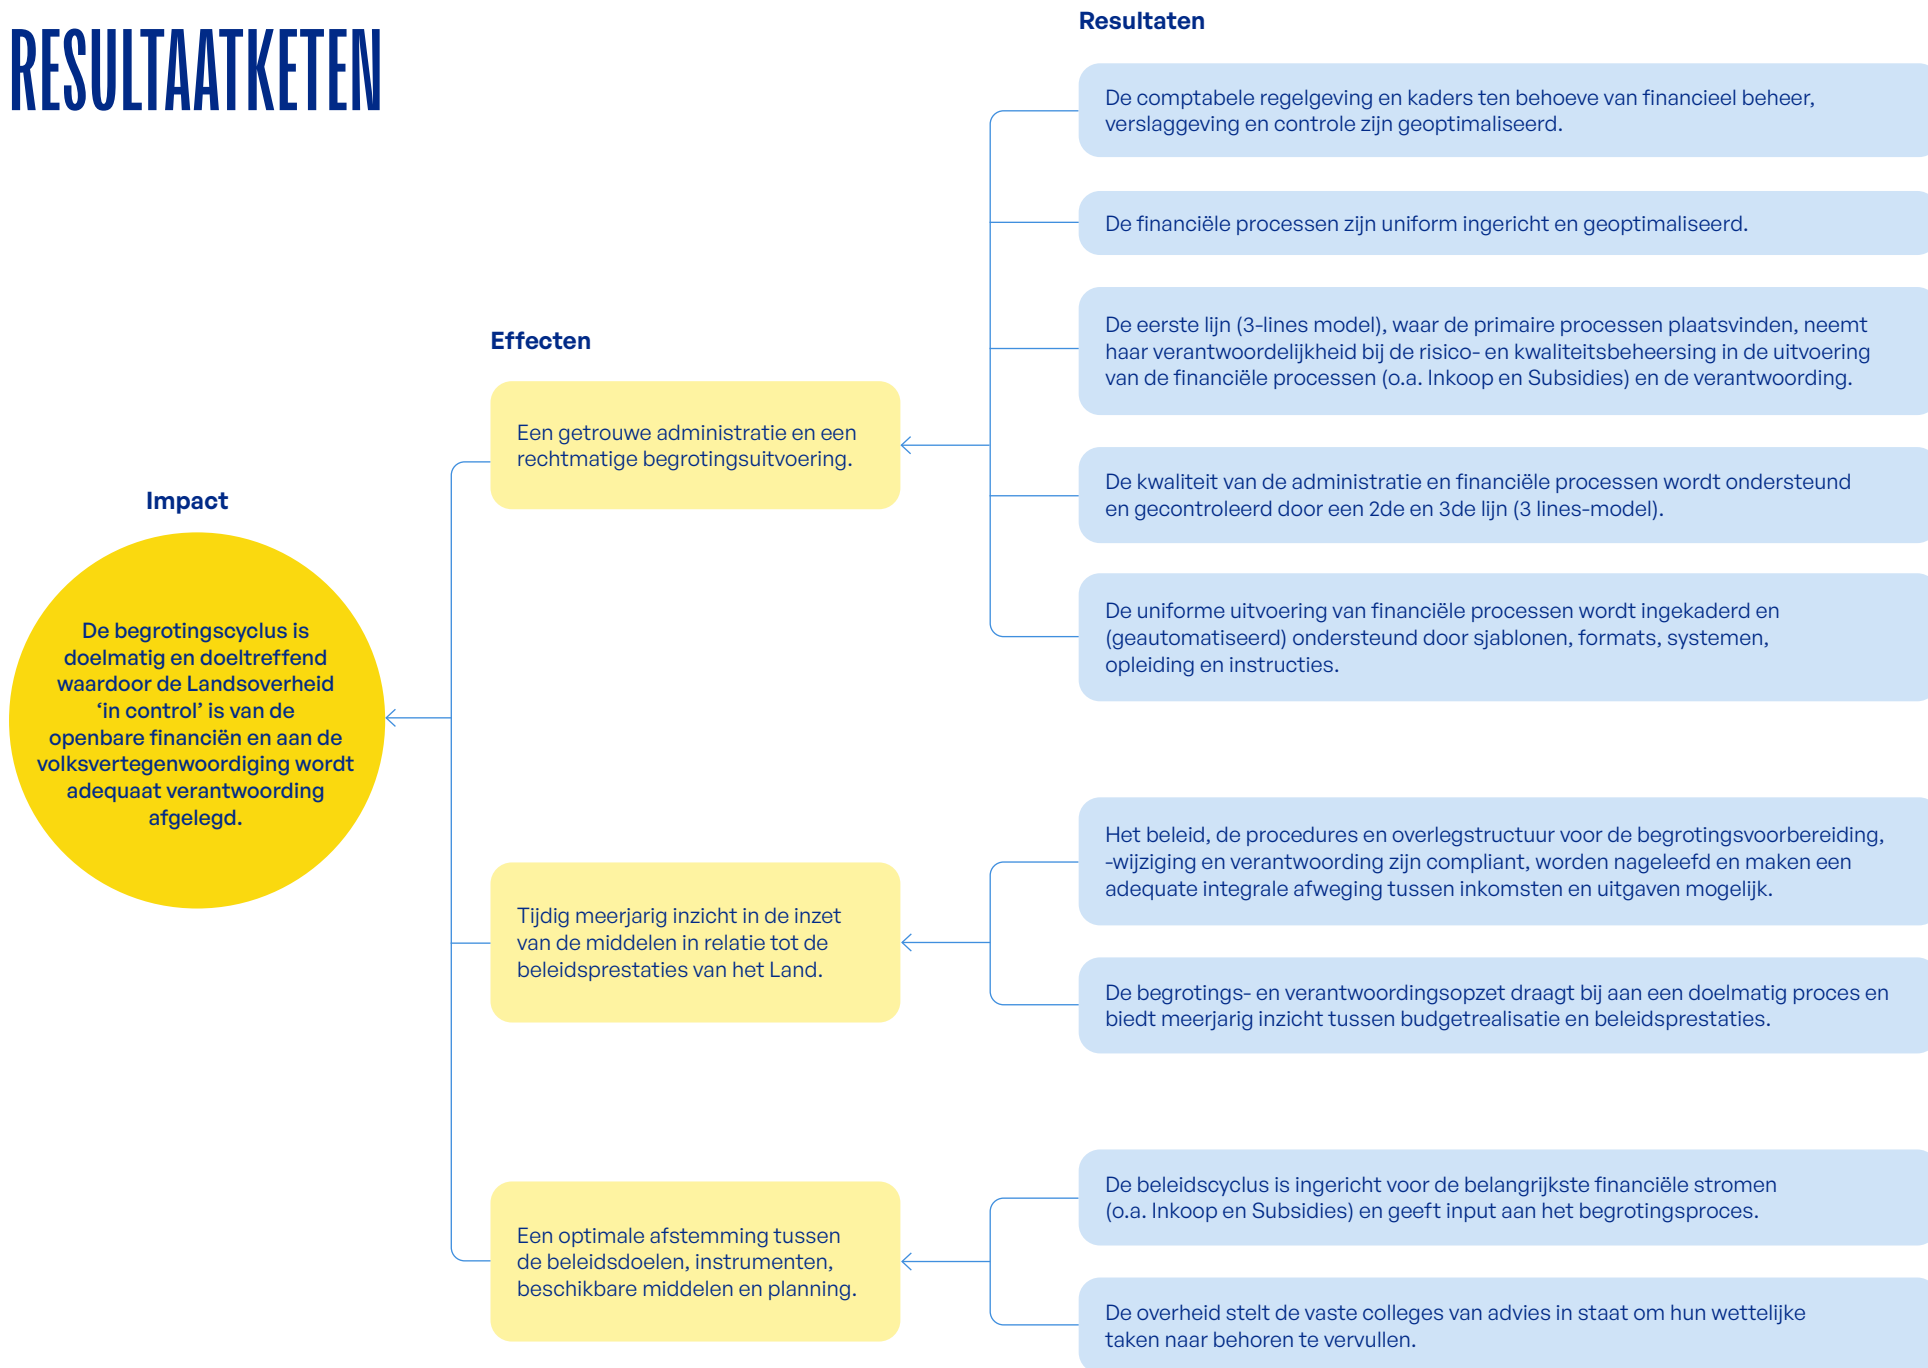 RESULTAATKETEN
Impact
De begrotingscyclus is
doelmatig en doeltreffend
waardoor de Landsoverheid
‘in control’ is van de
openbare financiën en aan de
volksvertegenwoordiging wordt
adequaat verantwoording
afgelegd.
Effecten
Een getrouwe administratie en een
rechtmatige begrotingsuitvoering.
Tijdig meerjarig inzicht in de inzet
van de middelen in relatie tot de
beleidsprestaties van het Land.
Een optimale afstemming tussen
de beleidsdoelen, instrumenten,
beschikbare middelen en planning.
Resultaten
De comptabele regelgeving en kaders ten behoeve van financieel beheer,
verslaggeving en controle zijn geoptimaliseerd.
De financiële processen zijn uniform ingericht en geoptimaliseerd.
De eerste lijn (3-lines model), waar de primaire processen plaatsvinden, neemt
haar verantwoordelijkheid bij de risico- en kwaliteitsbeheersing in de uitvoering
van de financiële processen (o.a. Inkoop en Subsidies) en de verantwoording.
De kwaliteit van de administratie en financiële processen wordt ondersteund
en gecontroleerd door een 2de en 3de lijn (3 lines-model).
De uniforme uitvoering van financiële processen wordt ingekaderd en
(geautomatiseerd) ondersteund door sjablonen, formats, systemen,
opleiding en instructies.
Het beleid, de procedures en overlegstructuur voor de begrotingsvoorbereiding,
-wijziging en verantwoording zijn compliant, worden nageleefd en maken een
adequate integrale afweging tussen inkomsten en uitgaven mogelijk.
De begrotings- en verantwoordingsopzet draagt bij aan een doelmatig proces en
biedt meerjarig inzicht tussen budgetrealisatie en beleidsprestaties.
De beleidscyclus is ingericht voor de belangrijkste financiële stromen
(o.a. Inkoop en Subsidies) en geeft input aan het begrotingsproces.
De overheid stelt de vaste colleges van advies in staat om hun wettelijke
taken naar behoren te vervullen.